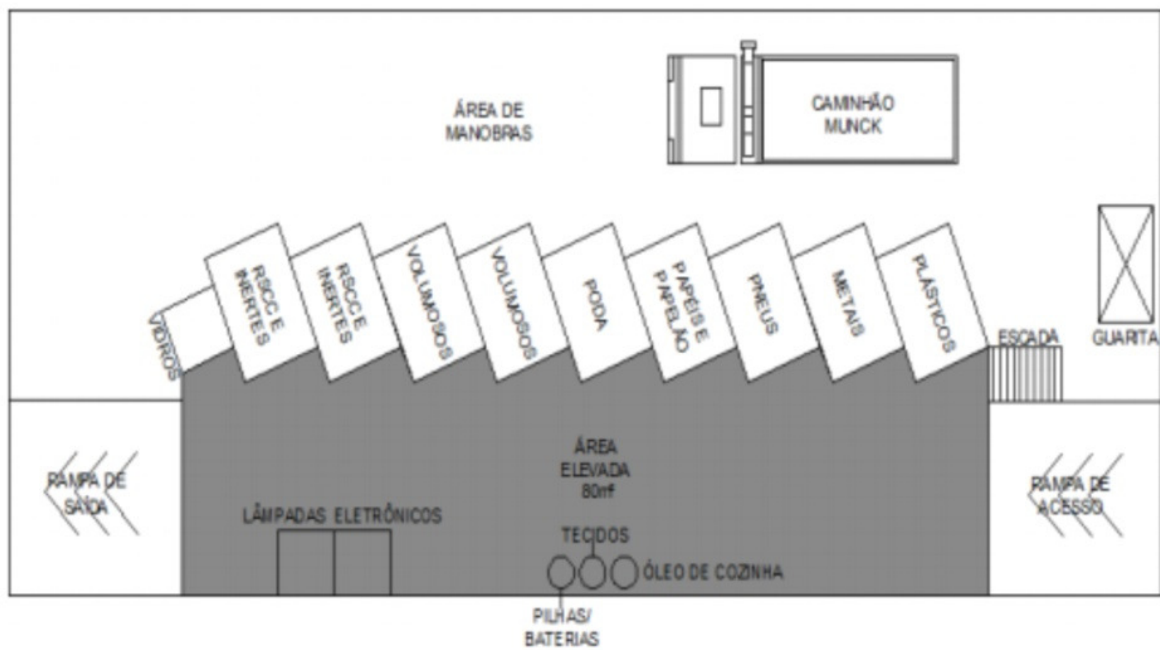 ÁREA DE
MANOBRAS
CAMINHÃO
MUNCK
VIDROS
RSCC E
INERTES
RSCC E
INERTES
VOLUMOSOS
VOLUMOSOS
PODA
PAPÉIS E
PAPELÃO
PNEUS
METAIS
PLÁSTICOS
ESCADA
GUARITA
RAMPA DE
SAÍDA
ÁREA
ELEVADA
80m²
RAMPA DE
ACESSO
LÂMPADAS ELETRÔNICOS
TECIDOS
ÓLEO DE COZINHA
PILHAS/
BATERIAS